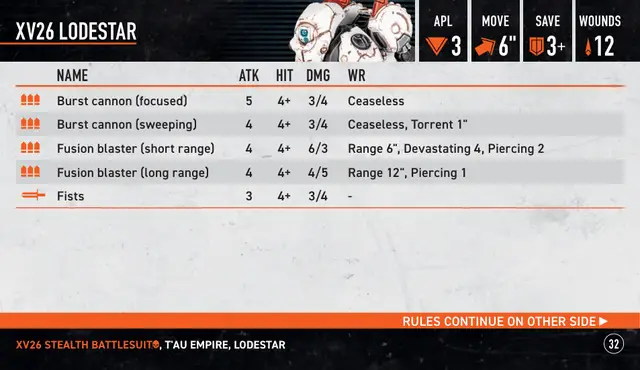 XV26 LODESTAR
APL MOVE SAVE WOUNDS
3 6" 3+ 12
NAME ATK HIT DMG WR
Burst cannon (focused) 5 4+ 3/4 Ceaseless
Burst cannon (sweeping) 4 4+ 3/4 Ceaseless, Torrent 1"
Fusion blaster (short range) 4 4+ 6/3 Range 6", Devastating 4, Piercing 2
Fusion blaster (long range) 4 4+ 4/5 Range 12", Piercing 1
Fists 3 4+ 3/4 -
RULES CONTINUE ON OTHER SIDE
XV26 STEALTH BATTLESUIT, T'AU EMPIRE, LODESTAR 32